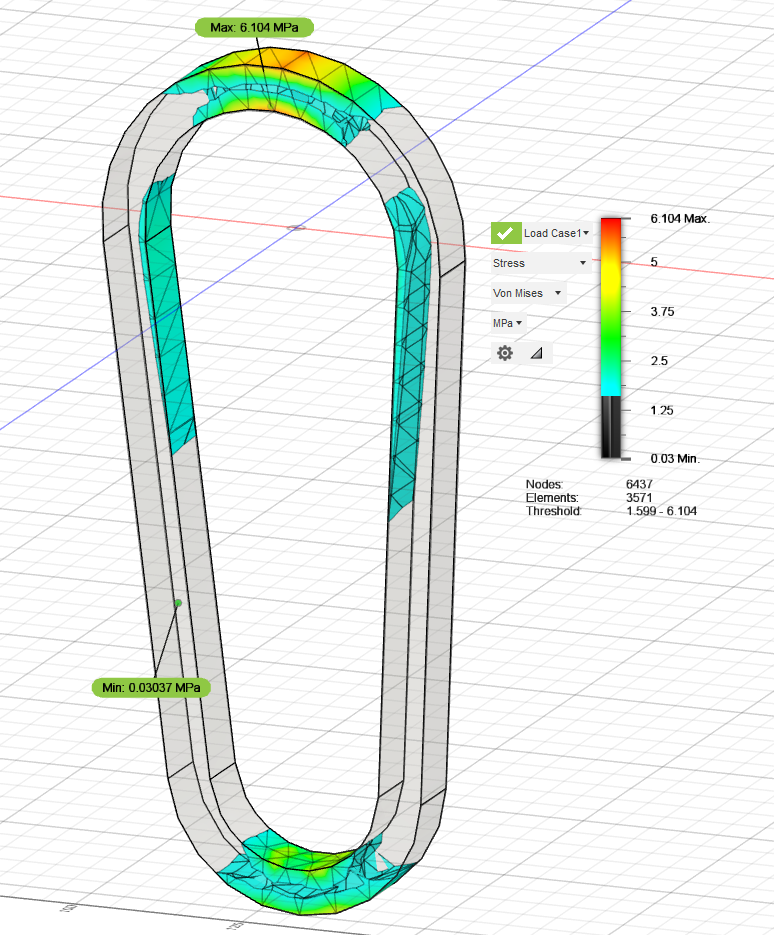 Max: 6.104 MPa
Load Case1
Stress
Von Mises
MPa
6.104 Max.
5
3.75
2.5
1.25
0.03 Min.
Nodes: 6437
Elements: 3571
Threshold: 1.599 - 6.104
Min: 0.03037 MPa